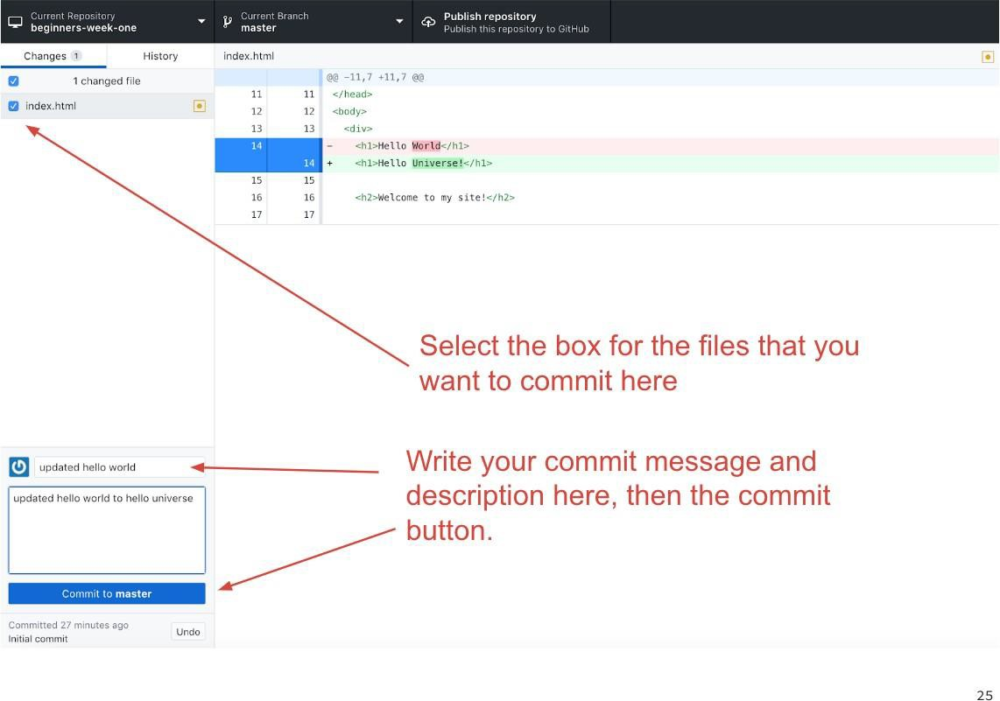 Current Repository
beginners-week-one
Current Branch
master
Publish repository
Publish this repository to GitHub
Changes 1
History
index.html
1 changed file
index.html
@@ -11,7 +11,7 @@
11 11 </head>
12 12 <body>
13 13 <div>
14 - <h1>Hello World</h1>
14 + <h1>Hello Universe!</h1>
15 15
16 16 <h2>Welcome to my site!</h2>
17 17
Select the box for the files that you
want to commit here
updated hello world
updated hello world to hello universe
Write your commit message and
description here, then the commit
button.
Commit to master
Committed 27 minutes ago
Initial commit
Undo
25